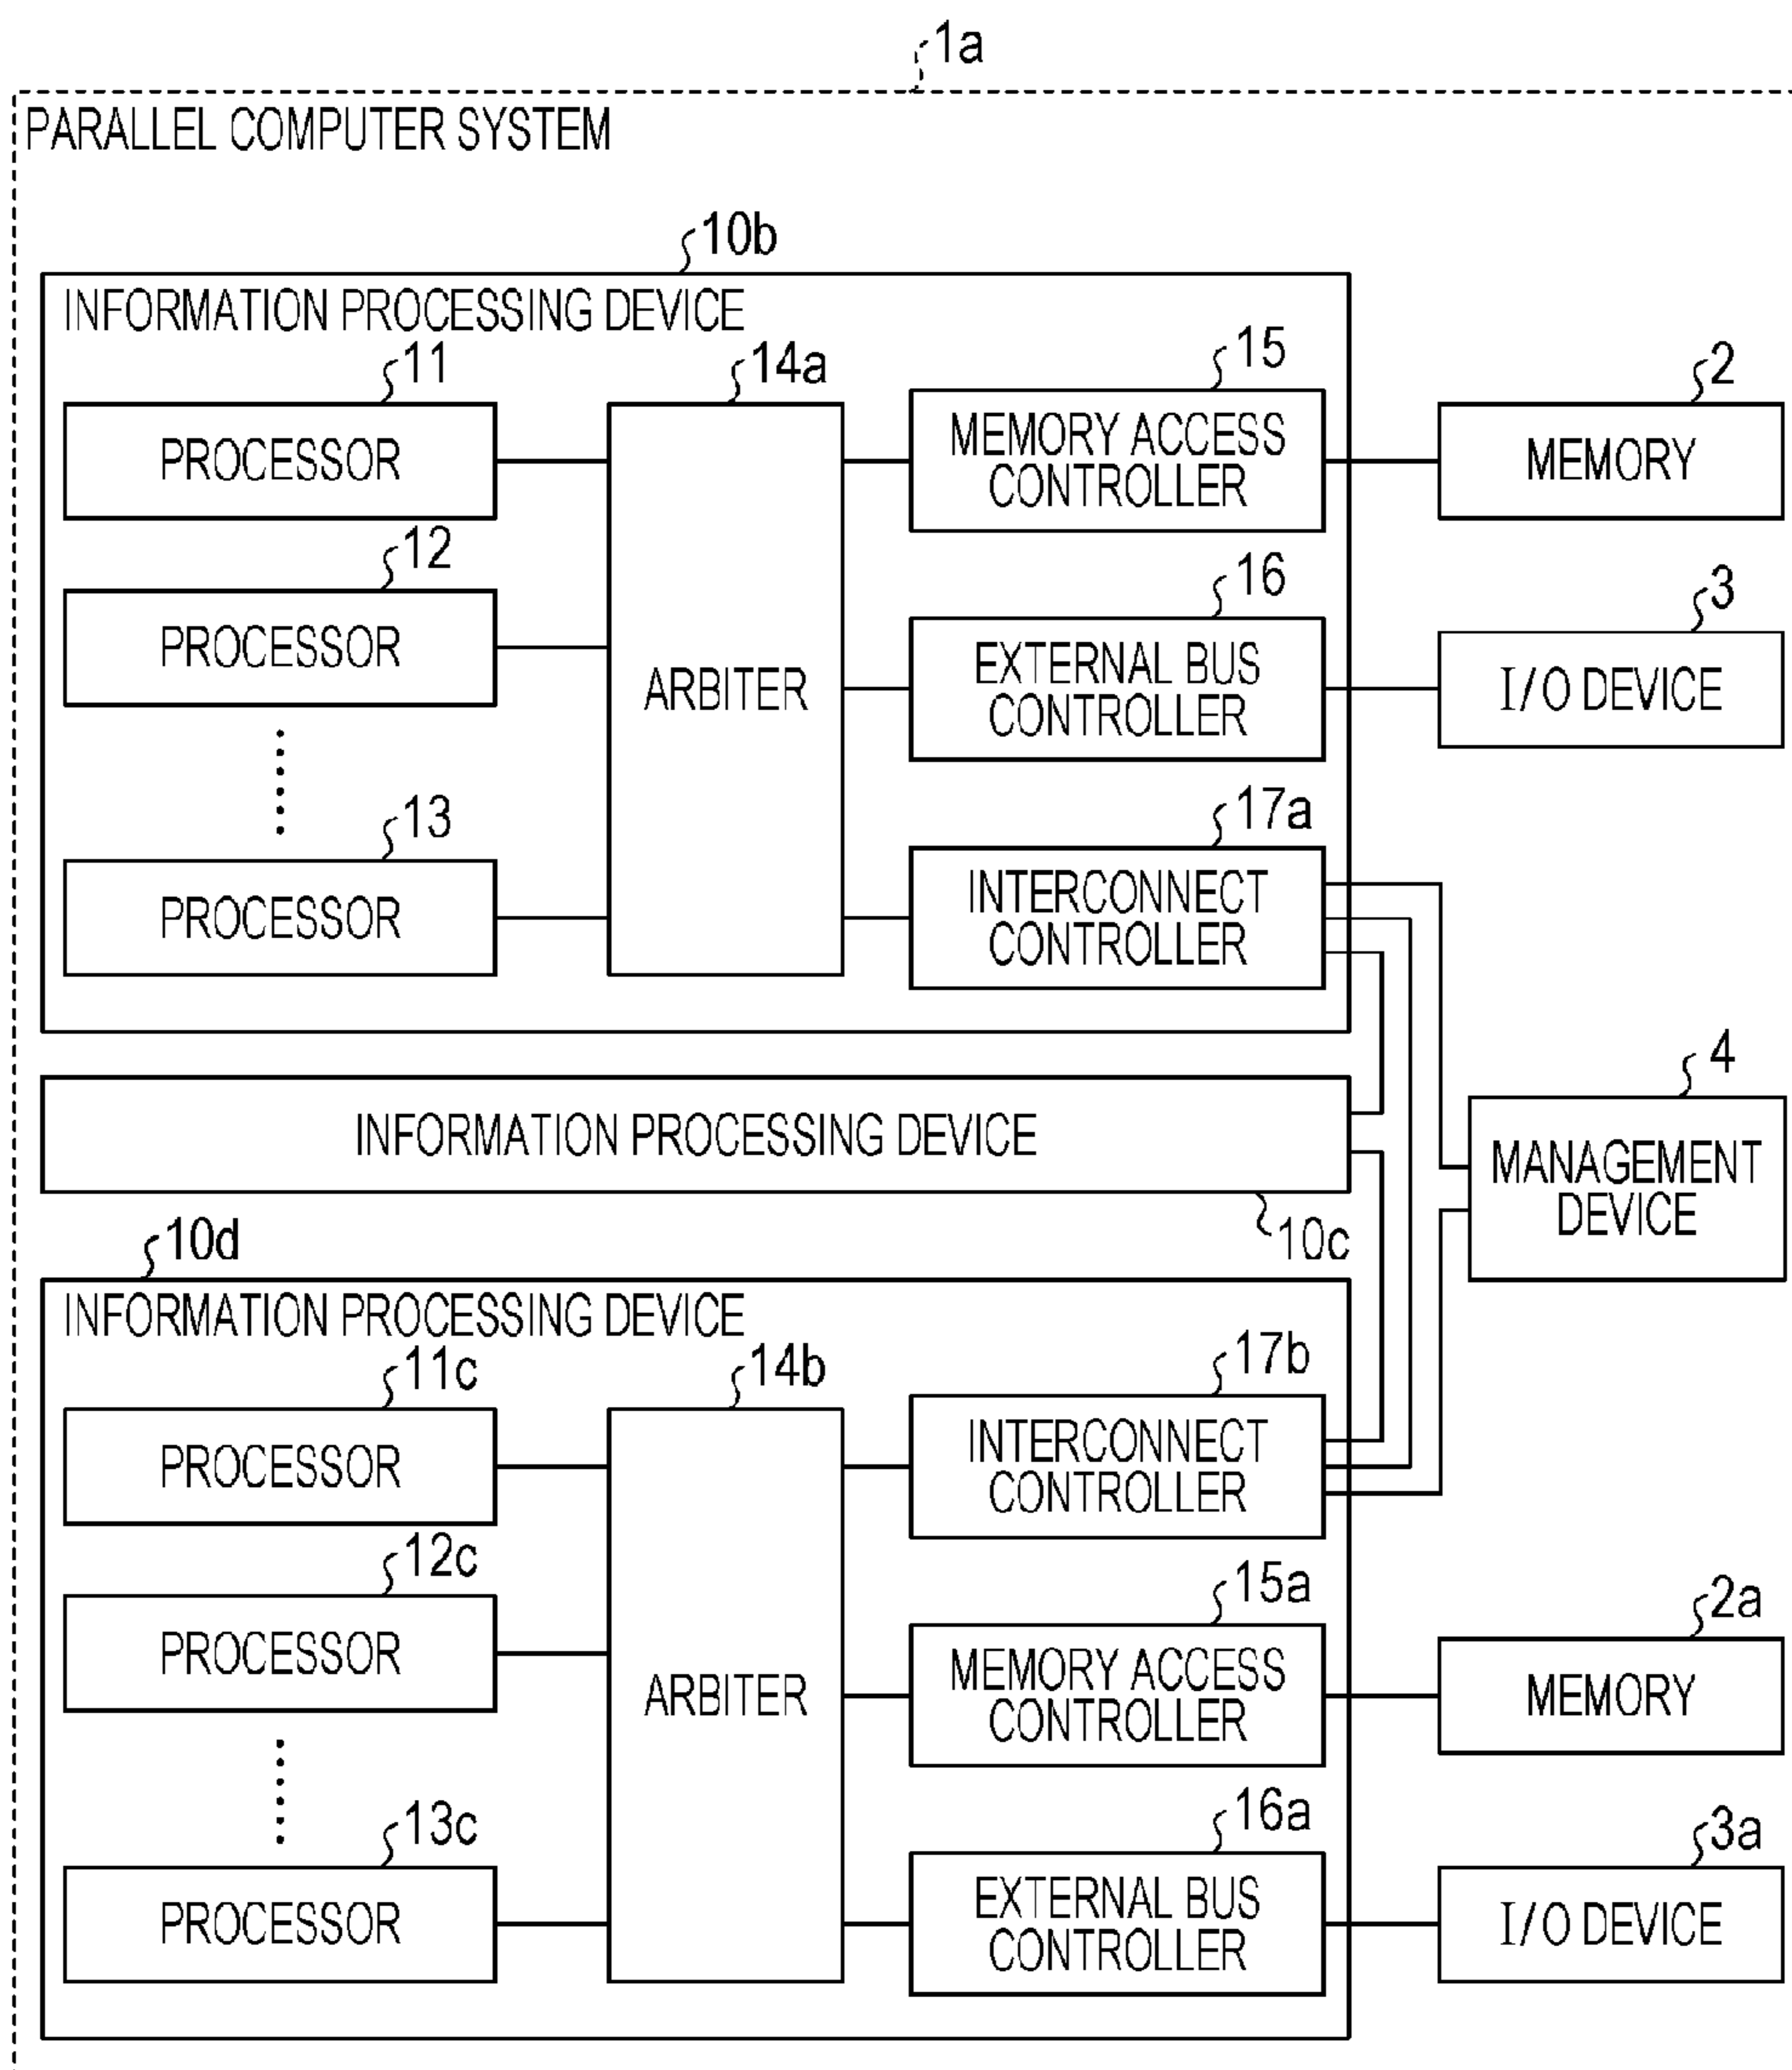 1a
PARALLEL COMPUTER SYSTEM
10b
INFORMATION PROCESSING DEVICE
11
14a
15
2
PROCESSOR
MEMORY ACCESS
CONTROLLER
MEMORY
12
16
3
PROCESSOR
ARBITER
EXTERNAL BUS
CONTROLLER
I/O DEVICE
13
17a
PROCESSOR
INTERCONNECT
CONTROLLER
4
INFORMATION PROCESSING DEVICE
MANAGEMENT
DEVICE
10c
10d
INFORMATION PROCESSING DEVICE
11c
14b
17b
PROCESSOR
INTERCONNECT
CONTROLLER
12c
15a
2a
PROCESSOR
ARBITER
MEMORY ACCESS
CONTROLLER
MEMORY
13c
16a
3a
PROCESSOR
EXTERNAL BUS
CONTROLLER
I/O DEVICE